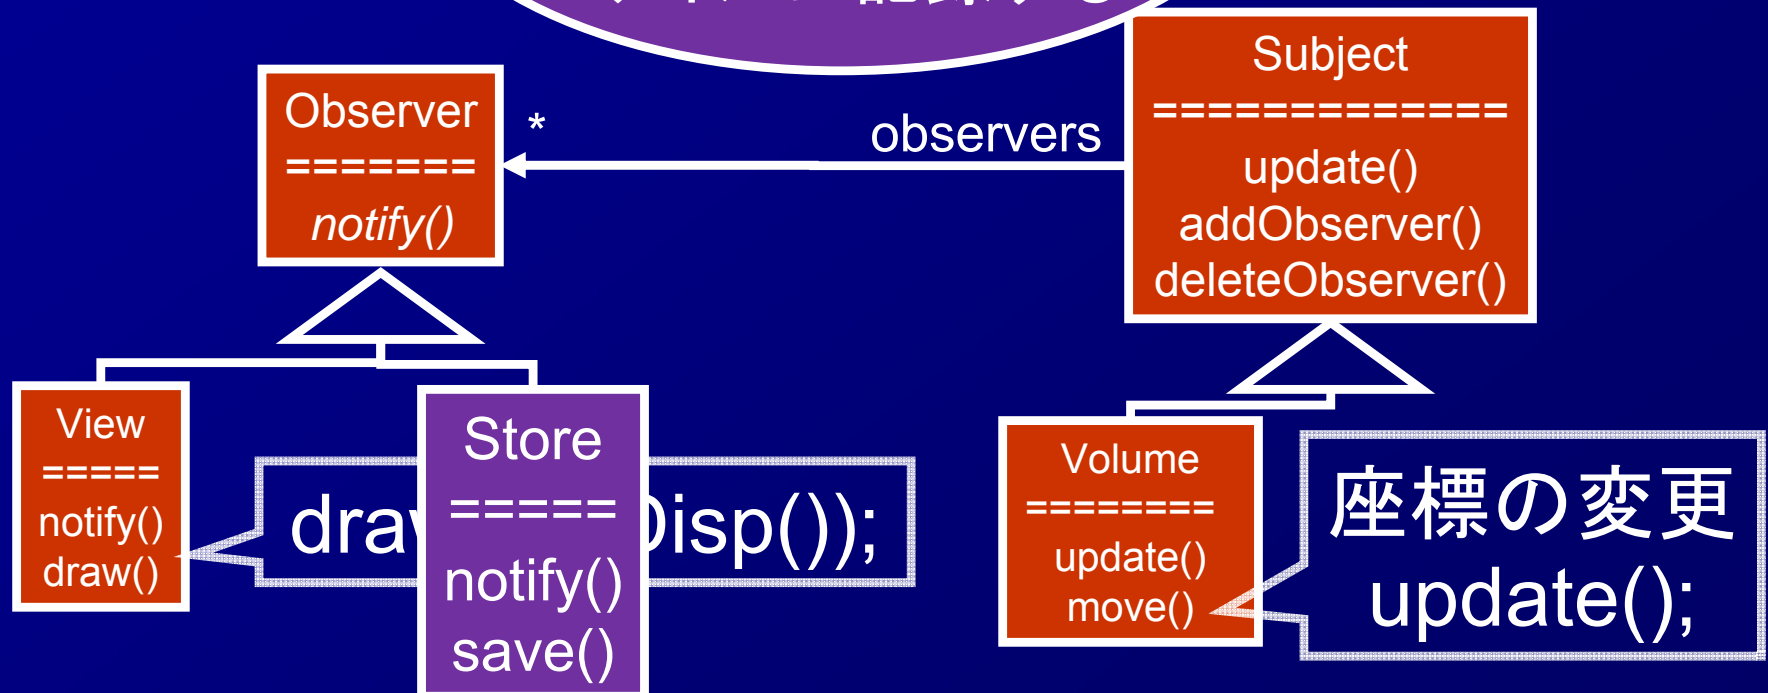 Subject
=============
update()
addObserver()
deleteObserver()
Observer
=======
notify()
*
observers
View
=====
notify()
draw()
Disp());
Store
=====
notify()
save()
Volume
========
update()
move()
座標の変更
update();